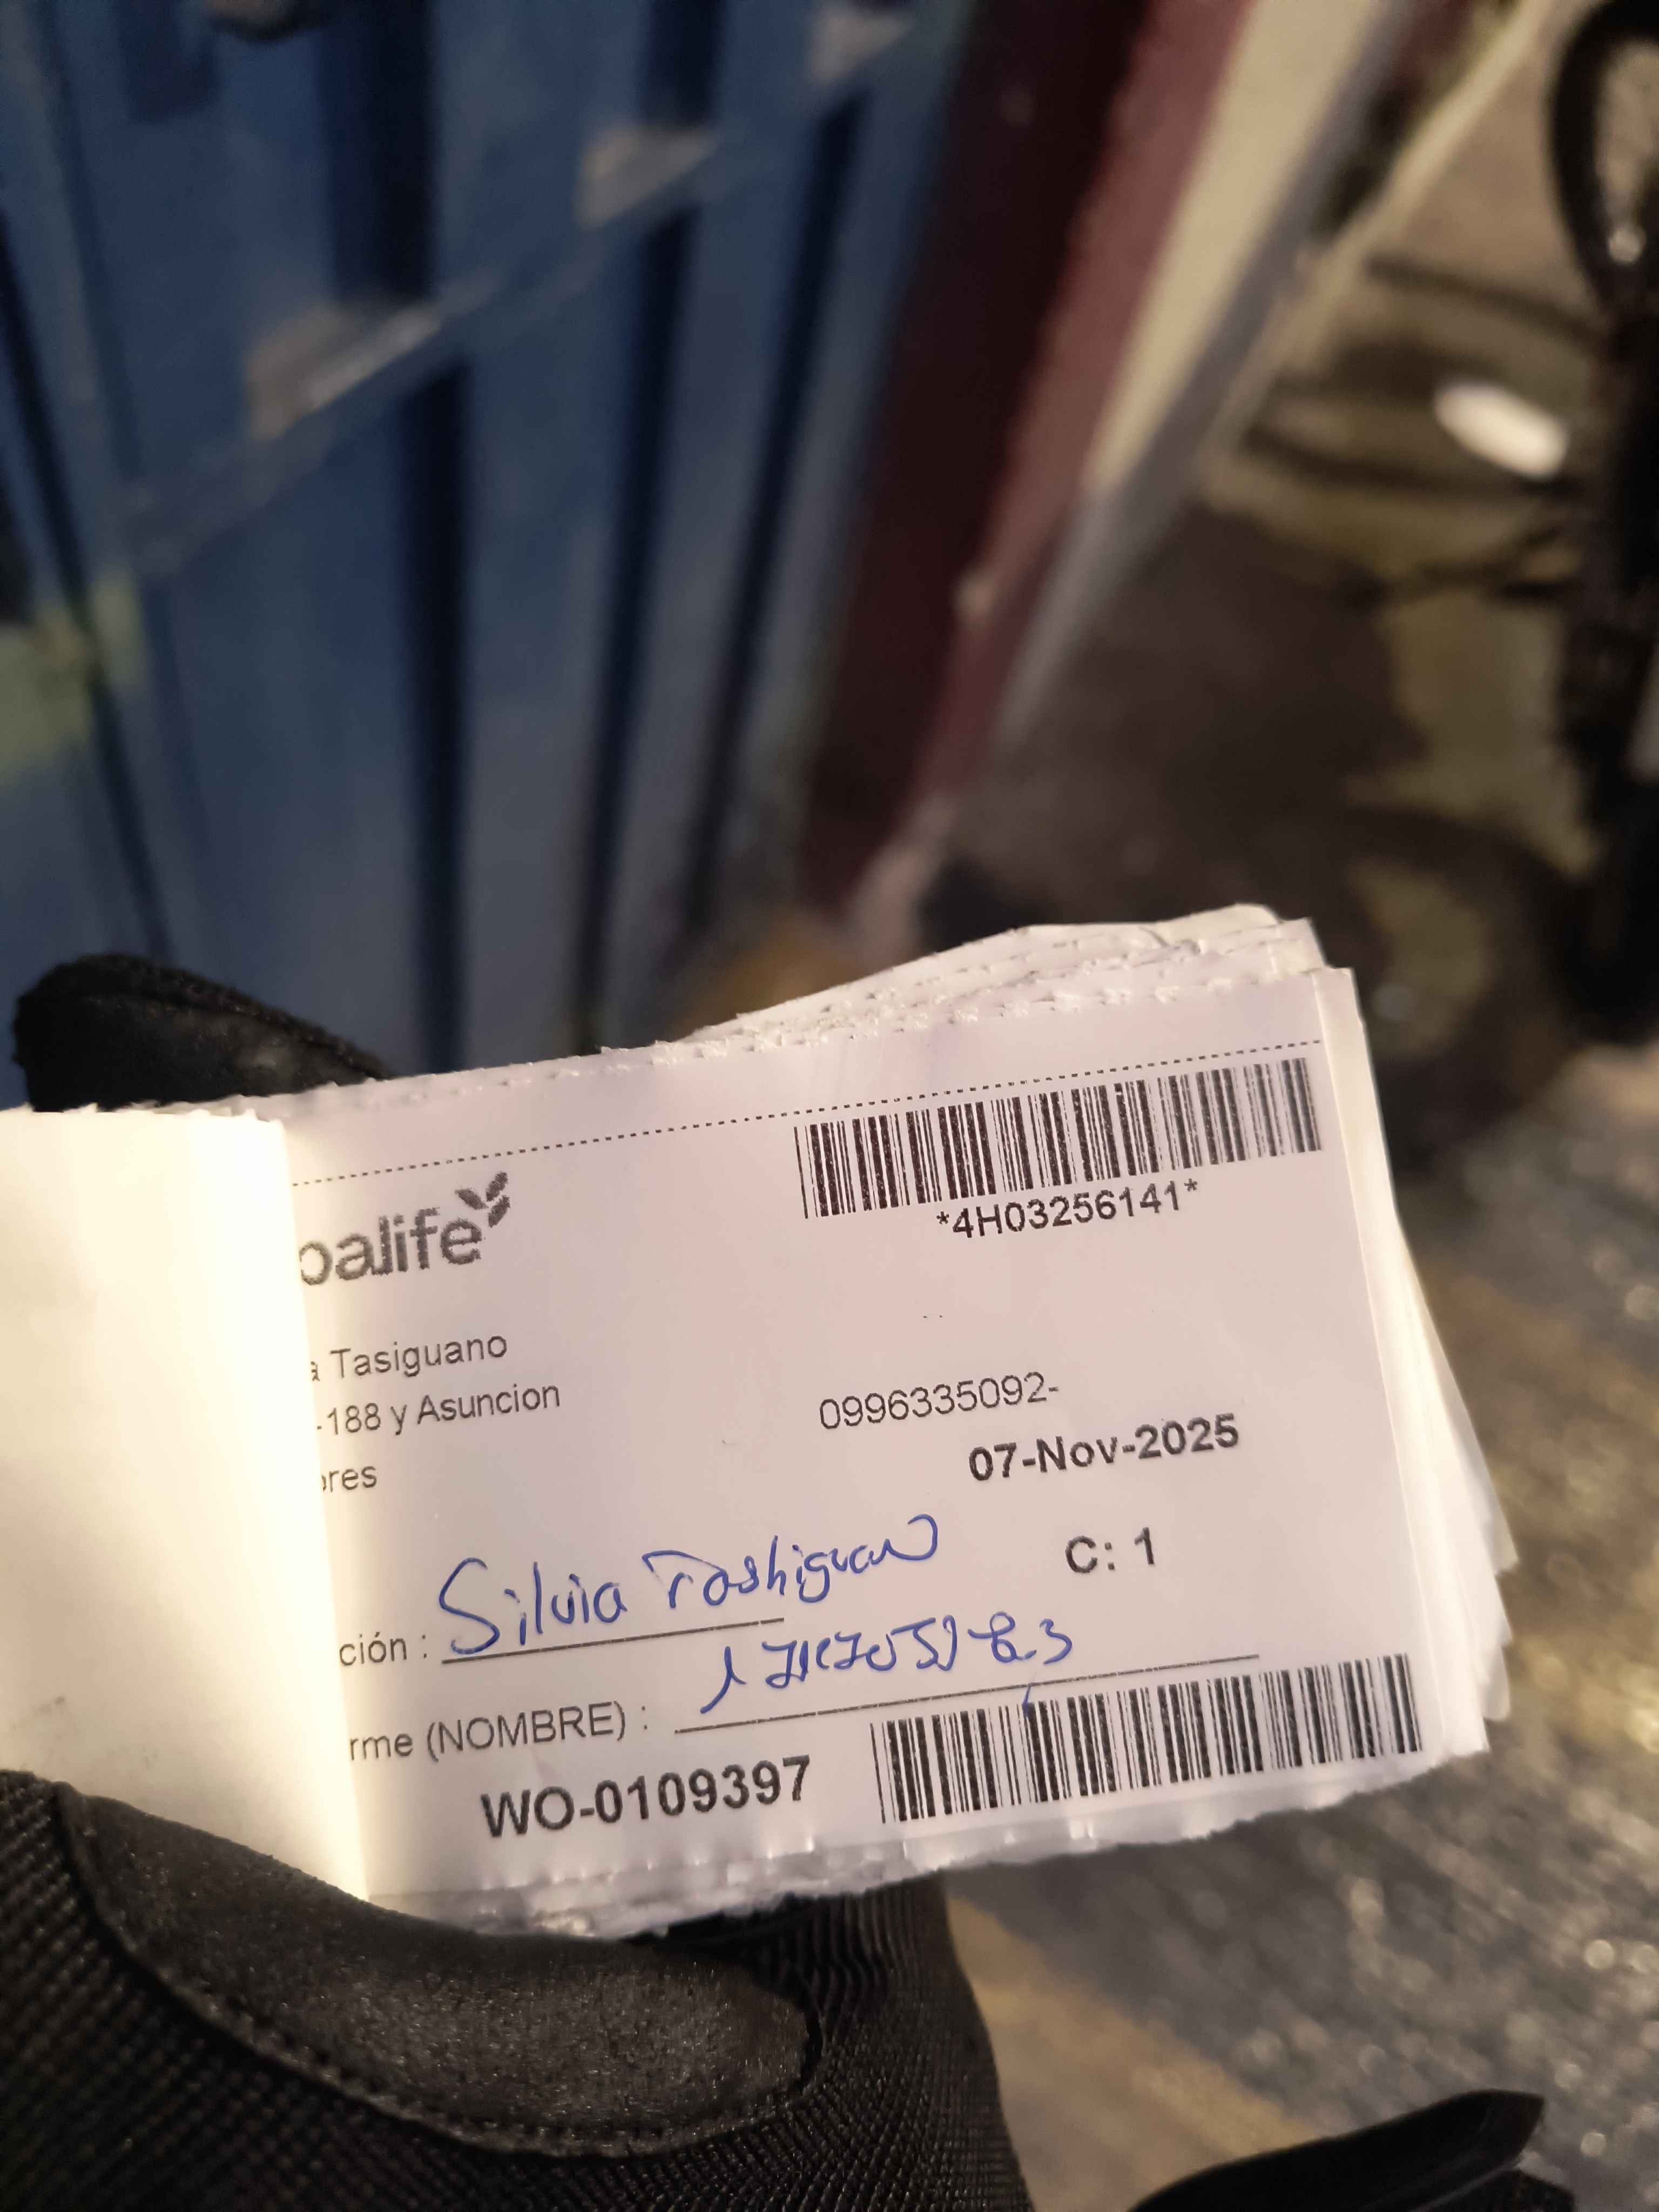 balife
*4H03256141*
a Tasiguano
-188 y Asuncion
0996335092-
ores
07-Nov-2025
C: 1
ción : Silvia Tashiguan
rme (NOMBRE) :
WO-0109397